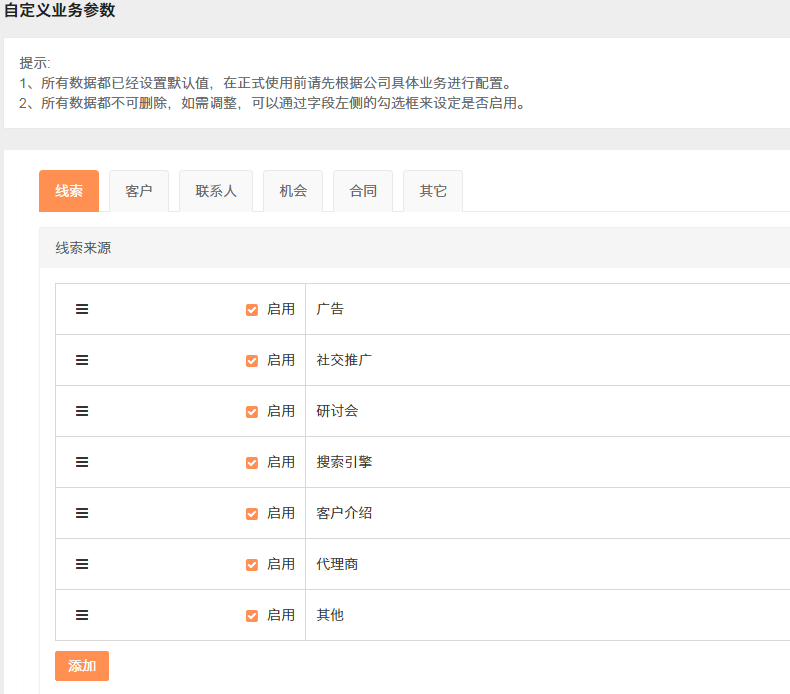 自定义业务参数
提示:
1、所有数据都已经设置默认值，在正式使用前请先根据公司具体业务进行配置。
2、所有数据都不可删除，如需调整，可以通过字段左侧的勾选框来设定是否启用。
线索 客户 联系人 机会 合同 其它
线索来源
启用 广告
启用 社交推广
启用 研讨会
启用 搜索引擎
启用 客户介绍
启用 代理商
启用 其他
添加